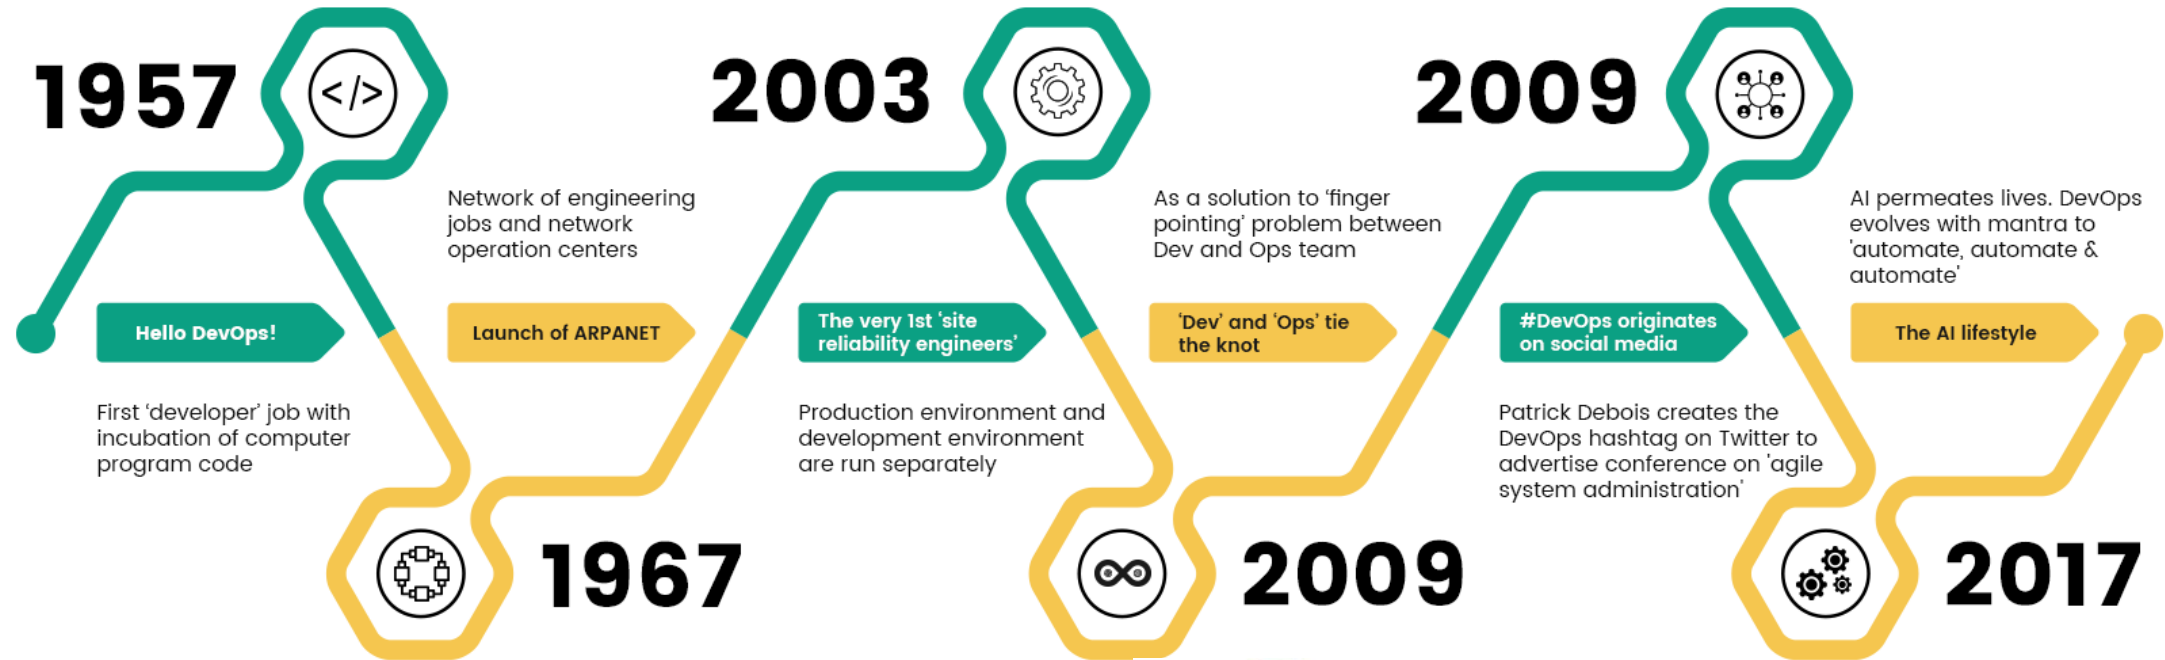 1957
</>
Hello DevOps!
First ‘developer’ job with
incubation of computer
program code
Network of engineering
jobs and network
operation centers
Launch of ARPANET
1967
2003
The very 1st 'site
reliability engineers’
Production environment and
development environment
are run separately
As a solution to ‘finger
pointing’ problem between
Dev and Ops team
‘Dev’ and ‘Ops’ tie
the knot
2009
2009
#DevOps originates
on social media
Patrick Debois creates the
DevOps hashtag on Twitter to
advertise conference on 'agile
system administration'
AI permeates lives. DevOps
evolves with mantra to
'automate, automate &
automate'
The AI lifestyle
2017